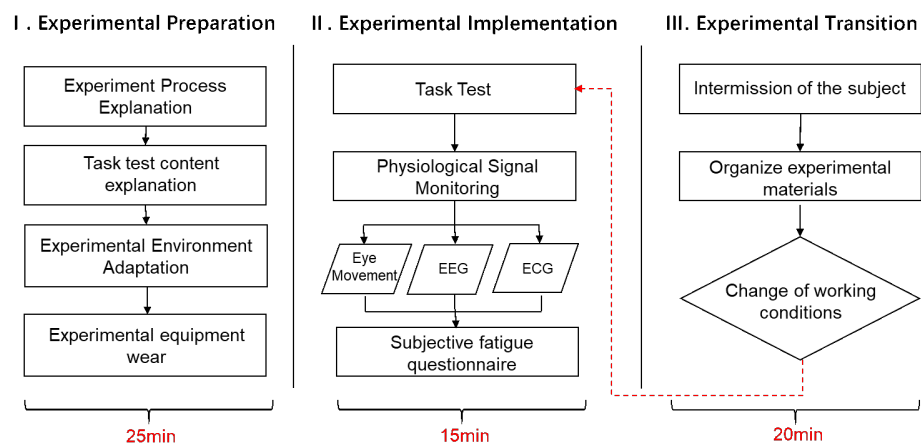 I . Experimental Preparation
Experiment Process
Explanation
Task test content
explanation
Experimental Environment
Adaptation
Experimental equipment
wear
25min
II . Experimental Implementation
Task Test
Physiological Signal
Monitoring
Eye
Movement
EEG
ECG
Subjective fatigue
questionnaire
15min
III. Experimental Transition
Intermission of the subject
Organize experimental
materials
Change of working
conditions
20min